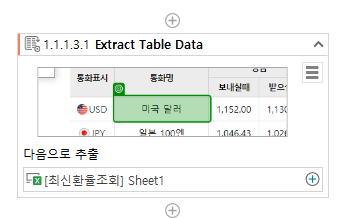 1.1.1.3.1 Extract Table Data
통화표시 통화명
보내실때
USD 미국 달러 1,152.00
JPY 일본 100엔 1,046.43
다음으로 추출
[최신환율조회] Sheet1